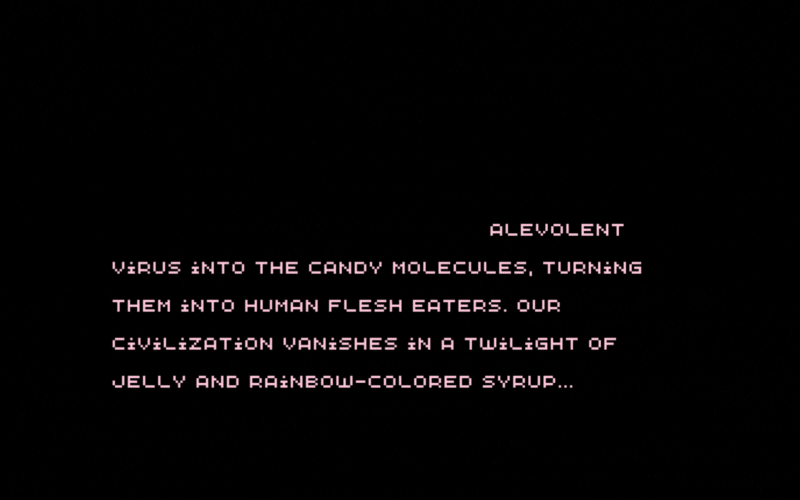 ALEVOLENT
ViRUS iNTO THE CANDY MOLECULES, TURNiNG
THEM iNTO HUMAN FLESH EATERS. OUR
CiViLiZATiON VANiSHES iN A TWiLiGHT OF
JELLY AND RAiNBOW-COLORED SYRUP...